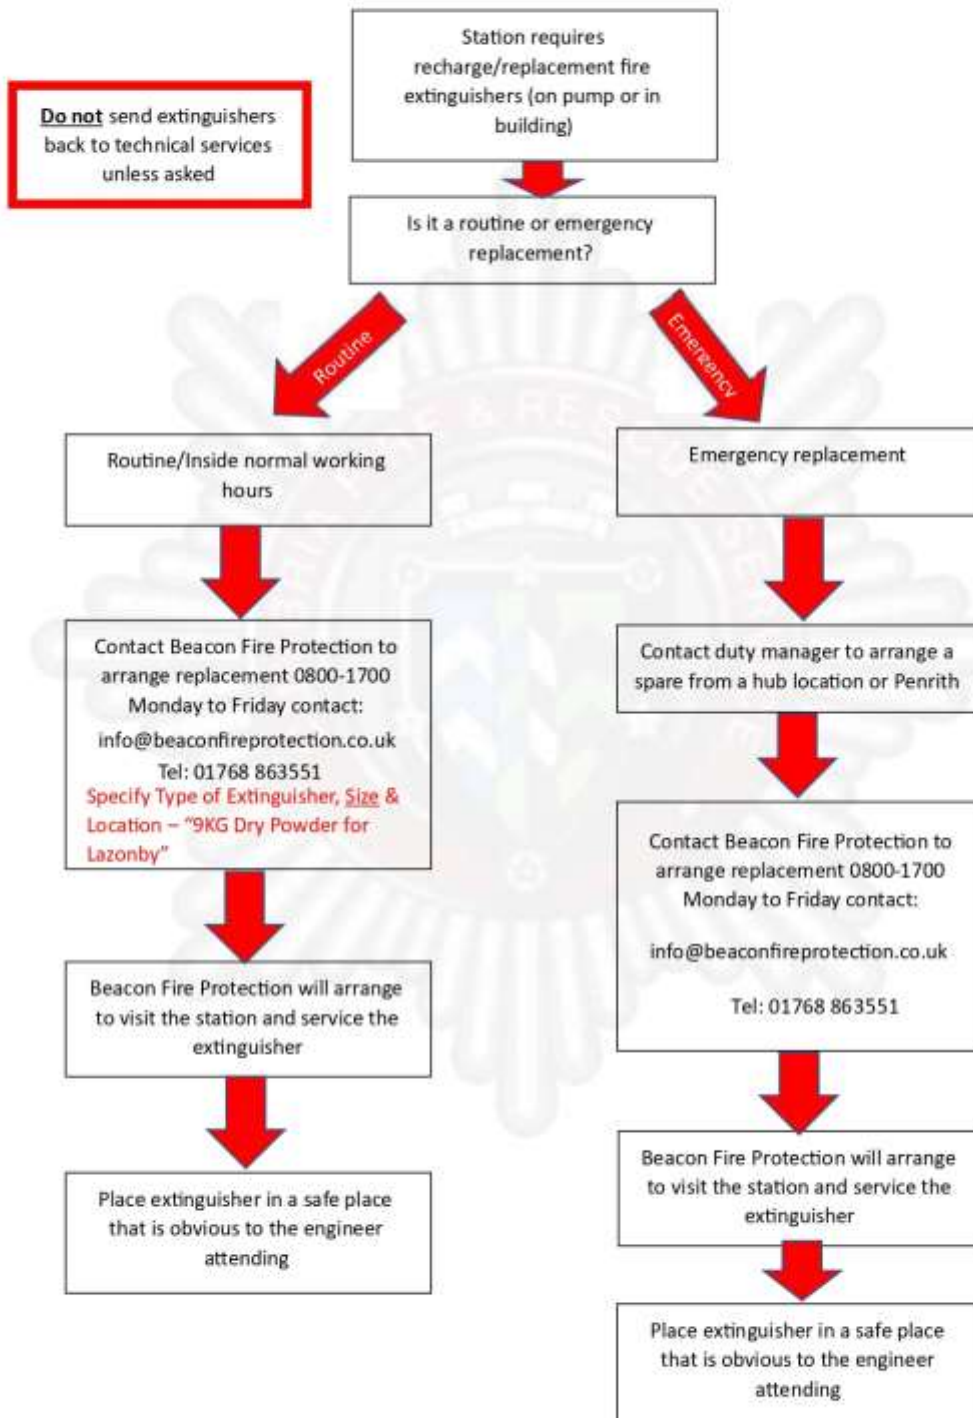 Station requires
recharge/replacement fire
extinguishers (on pump or in
building)
Do not send extinguishers
back to technical services
unless asked
Is it a routine or emergency
replacement?
Routine
Emergency
Routine/Inside normal working
hours
Emergency replacement
Contact Beacon Fire Protection to
arrange replacement 0800-1700
Monday to Friday contact:
info@beaconfireprotection.co.uk
Tel: 01768 863551
Specify Type of Extinguisher, Size &
Location – “9KG Dry Powder for
Lazonby”
Contact duty manager to arrange a
spare from a hub location or Penrith
Contact Beacon Fire Protection to
arrange replacement 0800-1700
Monday to Friday contact:
info@beaconfireprotection.co.uk
Tel: 01768 863551
Beacon Fire Protection will arrange
to visit the station and service the
extinguisher
Beacon Fire Protection will arrange
to visit the station and service the
extinguisher
Place extinguisher in a safe place
that is obvious to the engineer
attending
Place extinguisher in a safe place
that is obvious to the engineer
attending